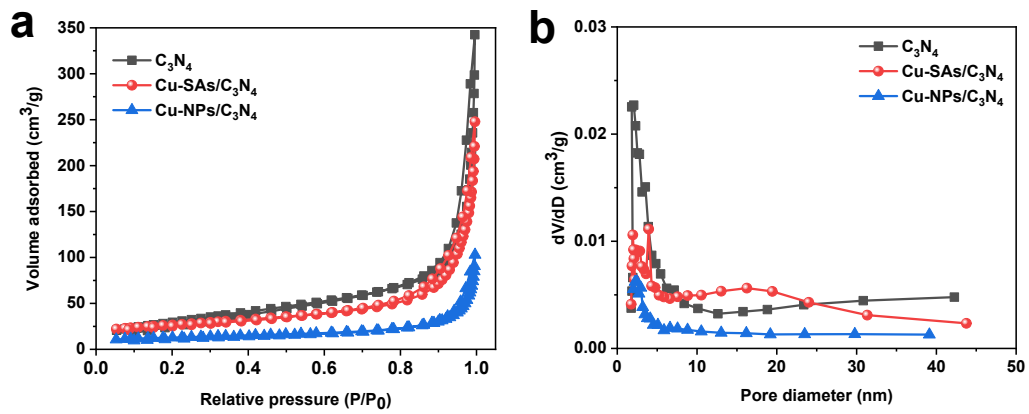 a
350
300
250
200
150
100
50
0
0.0 0.2 0.4 0.6 0.8 1.0
Volume adsorbed (cm³/g)
Relative pressure (P/P₀)
C₃N₄
Cu-SAs/C₃N₄
Cu-NPs/C₃N₄
b
0.03
0.02
0.01
0.00
0 10 20 30 40 50
dV/dD (cm³/g)
Pore diameter (nm)
C₃N₄
Cu-SAs/C₃N₄
Cu-NPs/C₃N₄